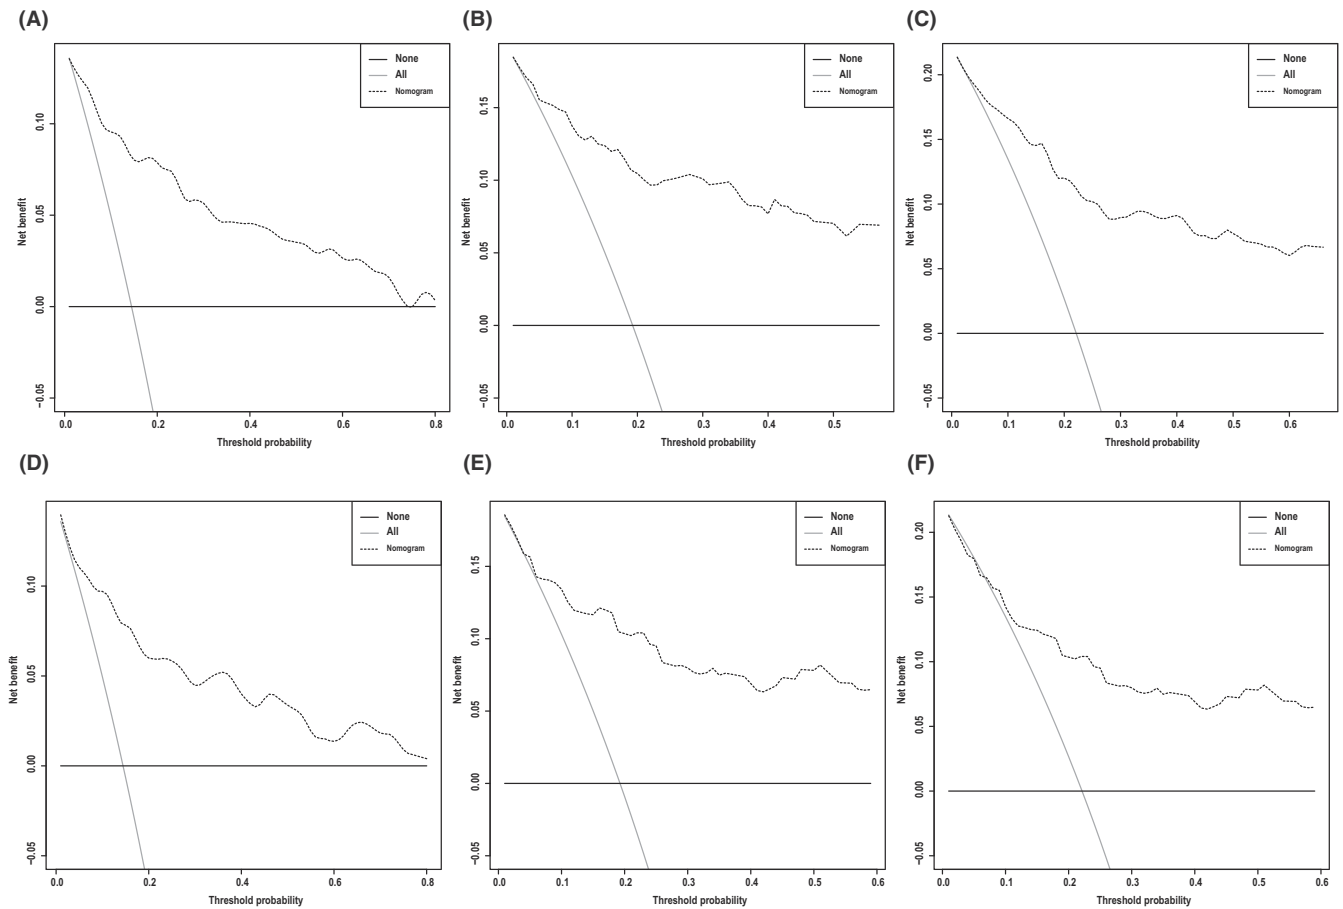 (A)
None
All
Nomogram
Net benefit
−0.05
0.00
0.05
0.10
0.0
0.2
0.4
0.6
0.8
Threshold probability
(B)
None
All
Nomogram
Net benefit
−0.05
0.00
0.05
0.10
0.15
0.0
0.1
0.2
0.3
0.4
0.5
Threshold probability
(C)
None
All
Nomogram
Net benefit
−0.05
0.00
0.05
0.10
0.15
0.20
0.0
0.1
0.2
0.3
0.4
0.5
0.6
Threshold probability
(D)
None
All
Nomogram
Net benefit
−0.05
0.00
0.05
0.10
0.0
0.2
0.4
0.6
0.8
Threshold probability
(E)
None
All
Nomogram
Net benefit
−0.05
0.00
0.05
0.10
0.15
0.0
0.1
0.2
0.3
0.4
0.5
0.6
Threshold probability
(F)
None
All
Nomogram
Net benefit
−0.05
0.00
0.05
0.10
0.15
0.20
0.0
0.1
0.2
0.3
0.4
0.5
0.6
Threshold probability